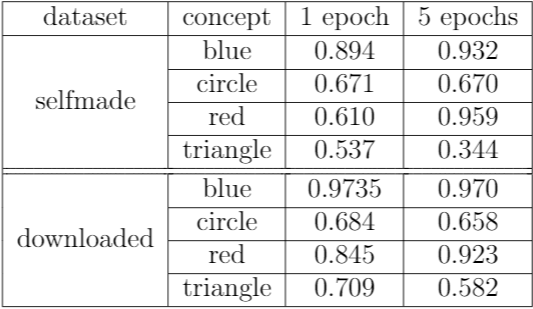 dataset concept 1 epoch 5 epochs
selfmade
blue 0.894 0.932
circle 0.671 0.670
red 0.610 0.959
triangle 0.537 0.344
downloaded
blue 0.9735 0.970
circle 0.684 0.658
red 0.845 0.923
triangle 0.709 0.582